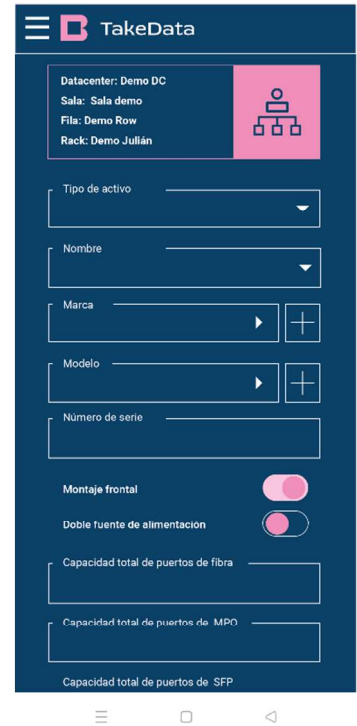 TakeData
Datacenter: Demo DC
Sala: Sala demo
Fila: Demo Row
Rack: Demo Julián
Tipo de activo
Nombre
Marca
Modelo
Número de serie
Montaje frontal
Doble fuente de alimentación
Capacidad total de puertos de fibra
Capacidad total de puertos de MPO
Capacidad total de puertos de SFP